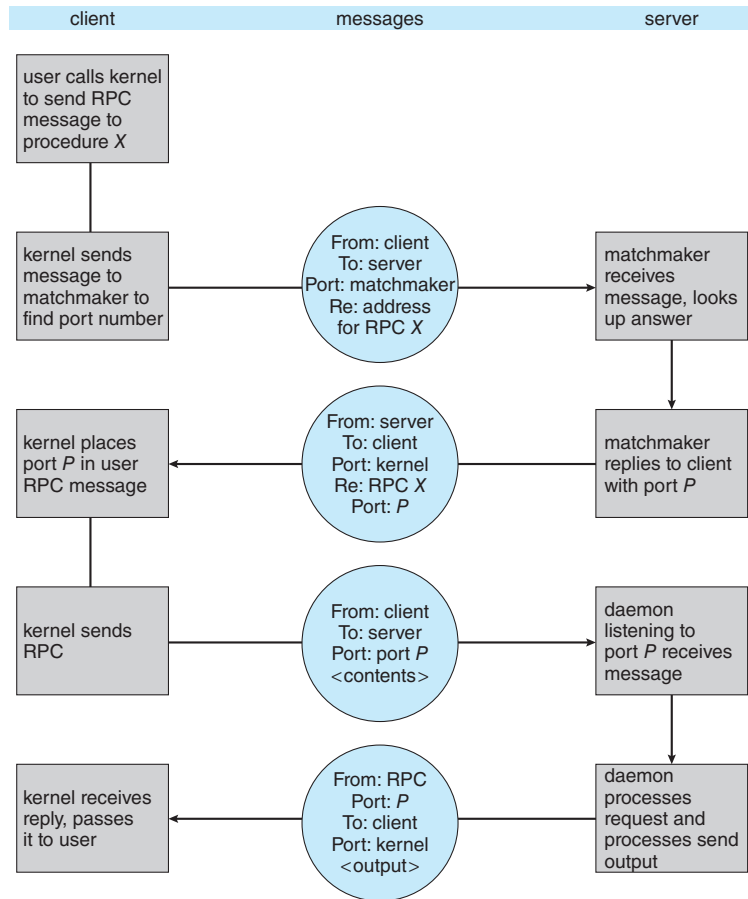 client messages server
user calls kernel
to send RPC
message to
procedure X
kernel sends
message to
matchmaker to
find port number
From: client
To: server
Port: matchmaker
Re: address
for RPC X
matchmaker
receives
message, looks
up answer
kernel places
port P in user
RPC message
From: server
To: client
Port: kernel
Re: RPC X
Port: P
matchmaker
replies to client
with port P
kernel sends
RPC
From: client
To: server
Port: port P
<contents>
daemon
listening to
port P receives
message
kernel receives
reply, passes
it to user
From: RPC
Port: P
To: client
Port: kernel
<output>
daemon
processes
request and
processes send
output